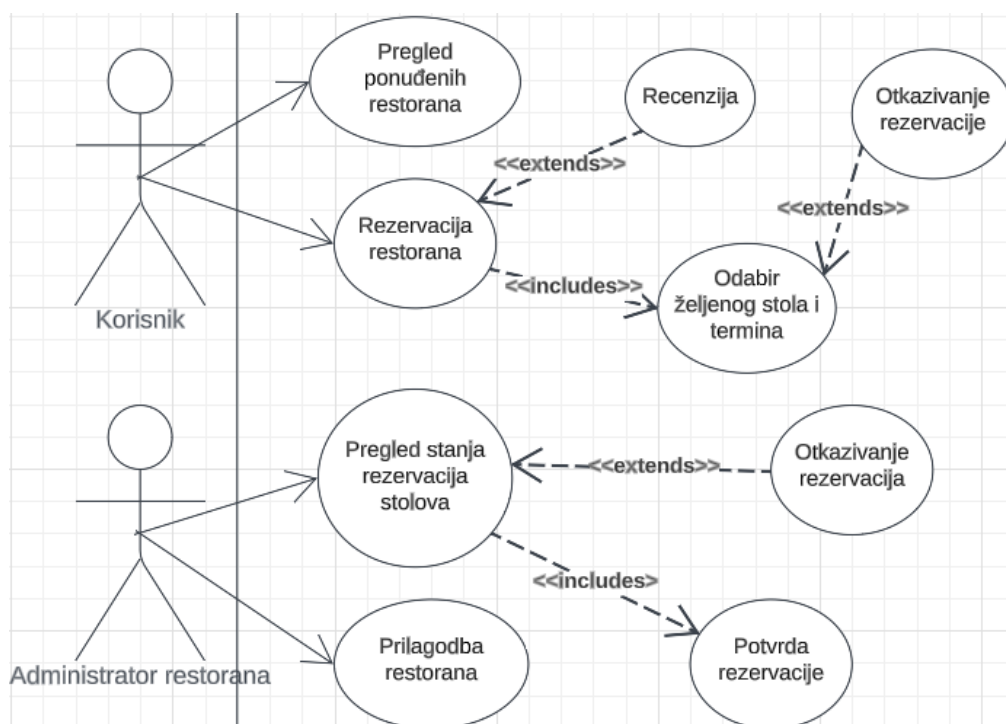 Pregled
ponuđenih
restorana
Recenzija
Otkazivanje
rezervacije
<<extends>>
<<extends>>
Rezervacija
restorana
<<includes>>
Odabir
željenog stola i
termina
Korisnik
Pregled stanja
rezervacija
stolova
<<extends>>
Otkazivanje
rezervacija
<<includes>
Prilagodba
restorana
Potvrda
rezervacije
Administrator restorana